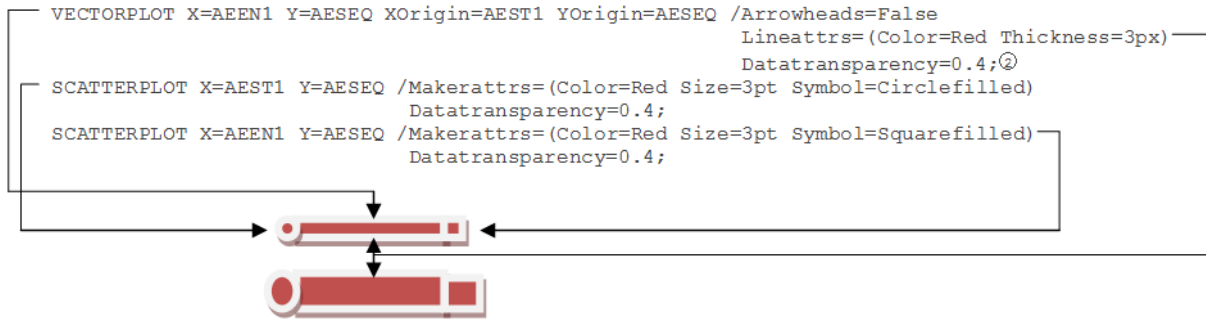 VECTORPLOT X=AEEN1 Y=AESEQ XOrigin=AEST1 YOrigin=AESEQ /Arrowheads=False
Lineattrs=(Color=Red Thickness=3px)
Datatransparency=0.4;②
SCATTERPLOT X=AEST1 Y=AESEQ /Makerattrs=(Color=Red Size=3pt Symbol=Circlefilled)
Datatransparency=0.4;
SCATTERPLOT X=AEEN1 Y=AESEQ /Makerattrs=(Color=Red Size=3pt Symbol=Squarefilled)
Datatransparency=0.4;